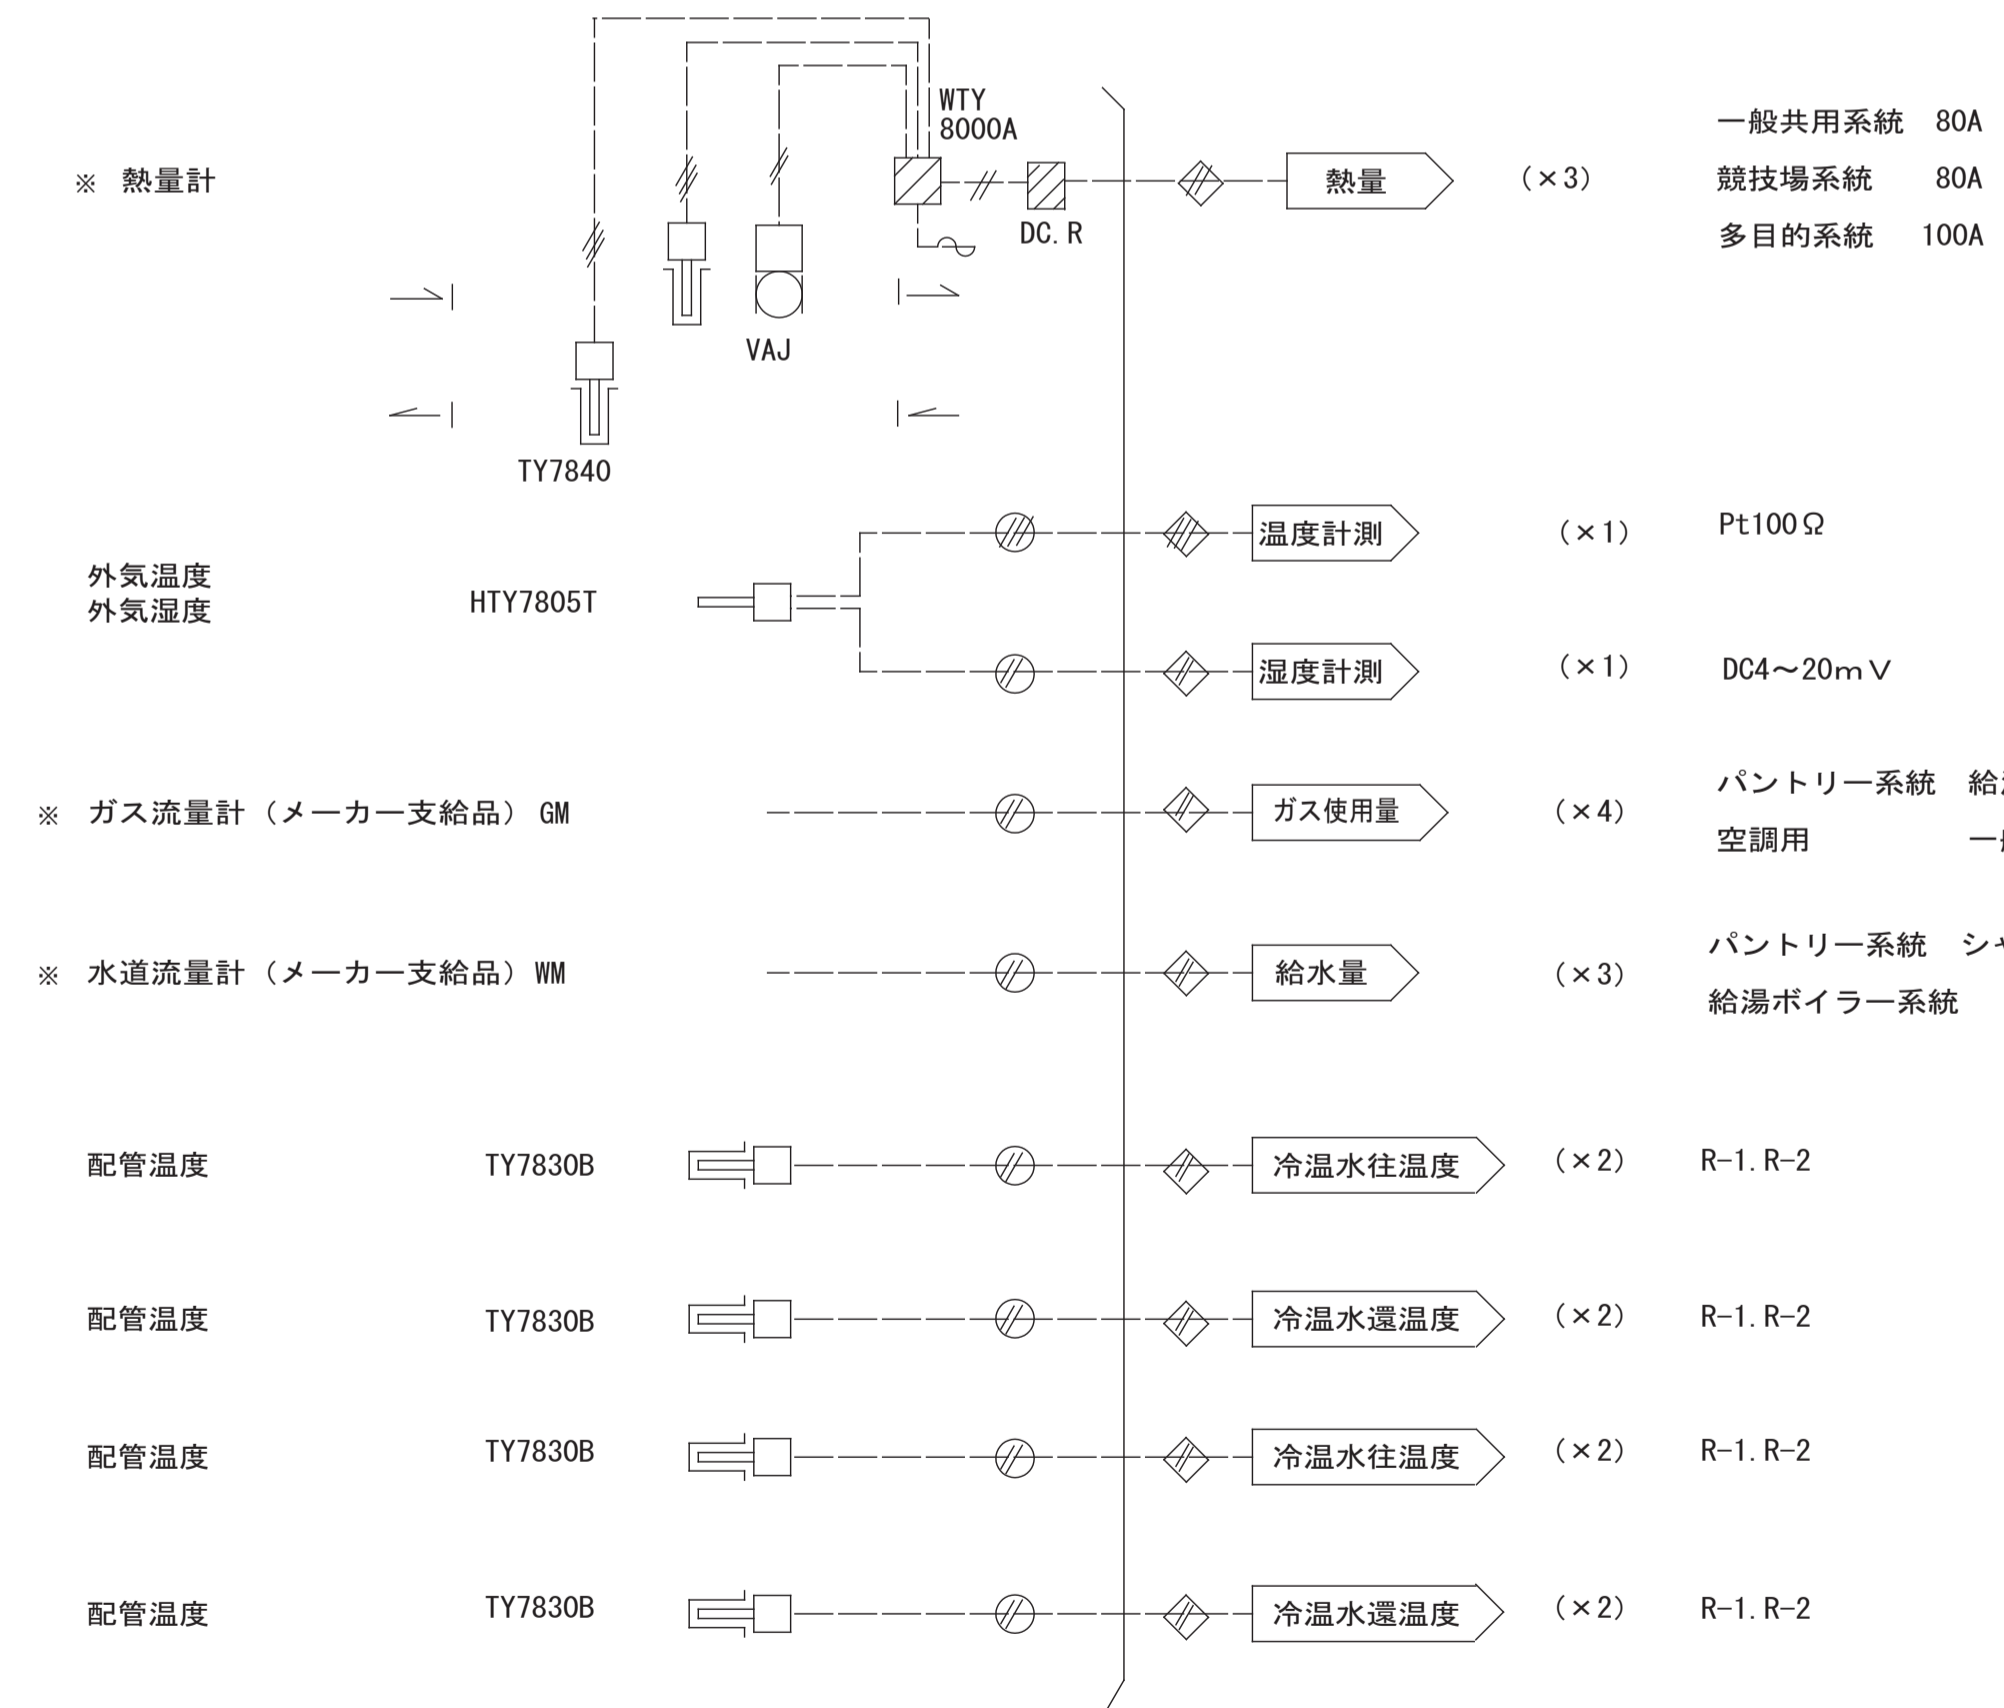 WTY
8000A
※ 熱量計
DC.R
熱量
(×3)
一般共用系統 80A
競技場系統 80A
多目的系統 100A
VAJ
TY7840
外気温度
外気湿度
HTY7805T
温度計測
(×1)
Pt100Ω
湿度計測
(×1)
DC4～20mV
※ ガス流量計（メーカー支給品）GM
ガス使用量
(×4)
パントリー系統
空調用
※ 水道流量計（メーカー支給品）WM
給水量
(×3)
パントリー系統
給湯ボイラー系統
配管温度 TY7830B 冷温水往温度 (×2) R-1.R-2
配管温度 TY7830B 冷温水還温度 (×2) R-1.R-2
配管温度 TY7830B 冷温水往温度 (×2) R-1.R-2
配管温度 TY7830B 冷温水還温度 (×2) R-1.R-2